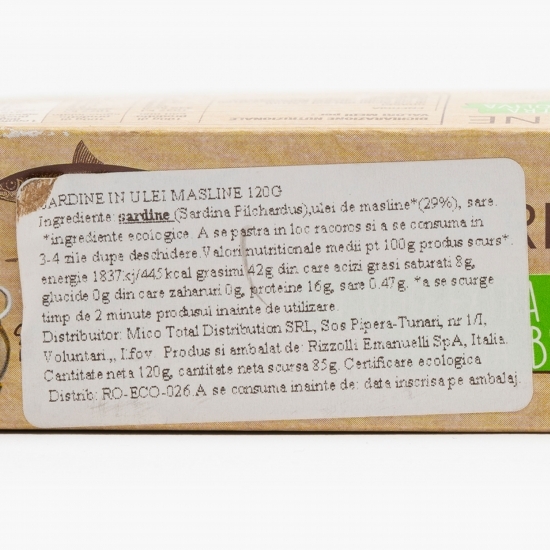 SARDINE IN ULEI MASLINE 120G
Ingrediente: sardine (Sardina Pilchardus),ulei de masline*(29%), sare.
*ingrediente ecologice. A se pastra in loc racoros si a se consuma in
3-4 zile dupa deschidere.Valori nutritionale medii pt 100g produs scurs*.
energie 1837kj/445kcal grasimi 42g din care acizi grasi saturati 8g,
glucide 0g din care zaharuri 0g, proteine 16g, sare 0.47g. *a se scurge
timp de 2 minute produsul inainte de utilizare.
Distribuitor: Mico Total Distribution SRL, Sos Pipera-Tunari, nr 1/I,
Voluntari,, Ilfov. Produs si ambalat de: Rizzolli Emanuelli SpA, Italia.
Cantitate neta 120g, cantitate neta scursa 85g. Certificare ecologica
Distrib: RO-ECO-026.A se consuma inainte de: data inscrisa pe ambalaj.